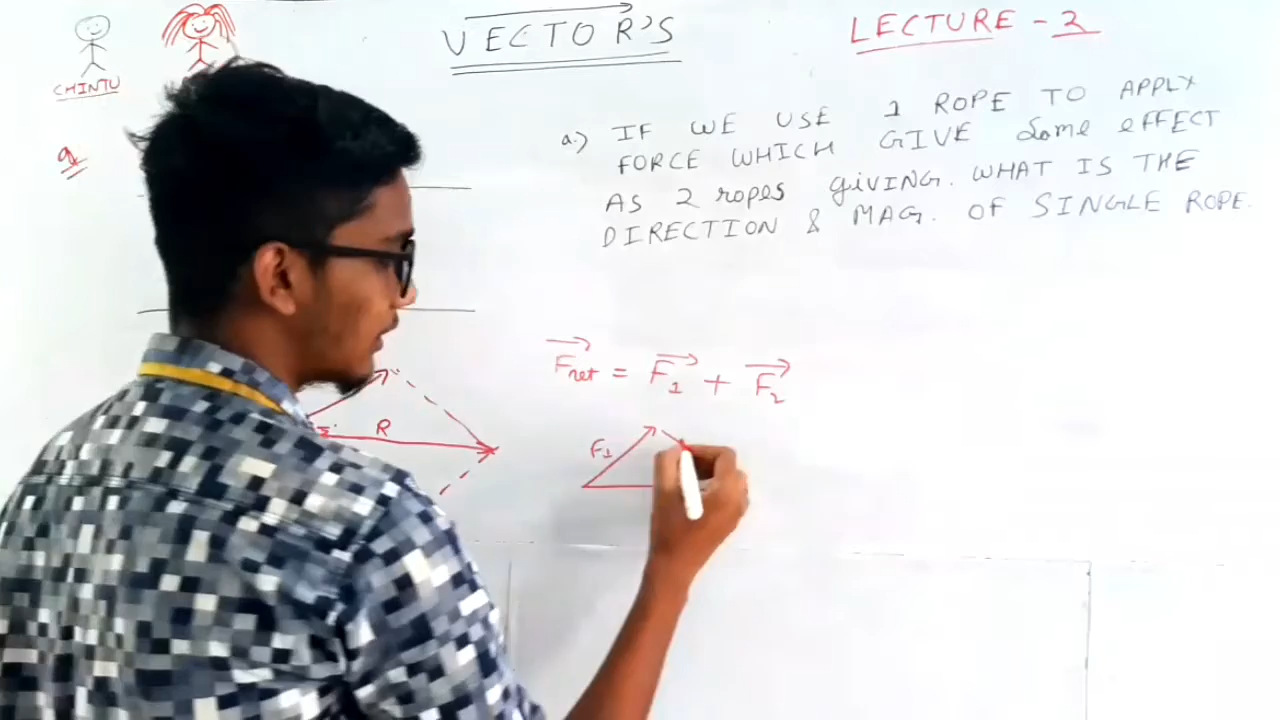 VECTOR'S
LECTURE - 2
CHINTU
Q
a.) IF WE USE 1 ROPE TO APPLY
FORCE WHICH GIVE Same effECT
AS 2 ropes giVING. WHAT IS THE
DIRECTION & MAG. OF SINGLE ROPE.
Fnet = F1 + F2
R
F1